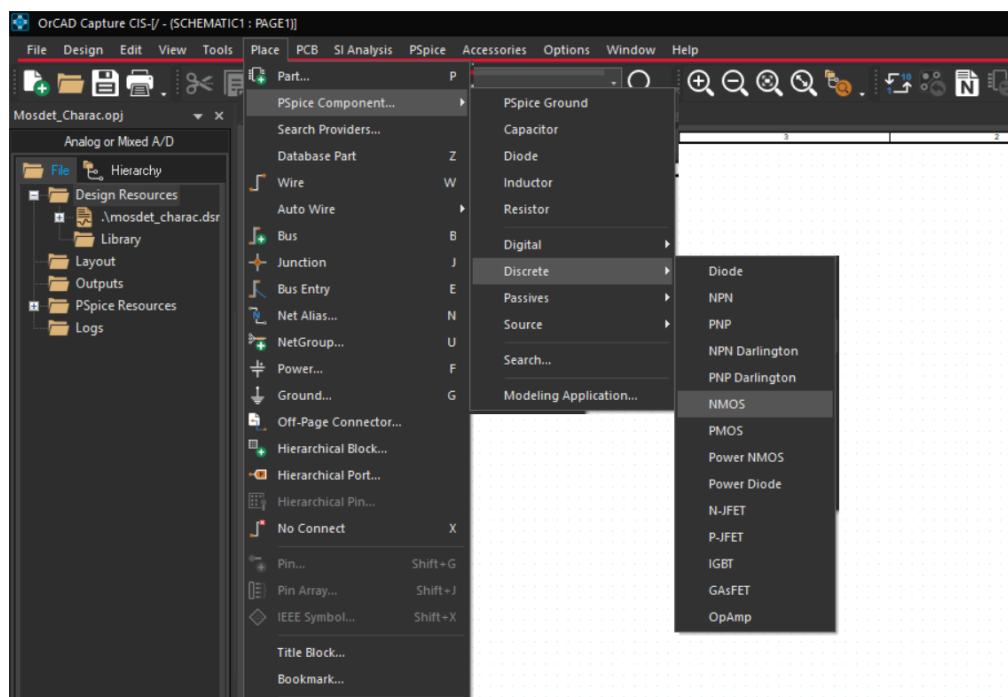 OrCAD Capture CIS-[/ - (SCHEMATIC1 : PAGE1)]
File Design Edit View Tools Place PCB SI Analysis PSpice Accessories Options Window Help
Mosdet_Charac.opj
Analog or Mixed A/D
File Hierarchy
Design Resources
.\mosdet_charac.dsr
Library
Layout
Outputs
PSpice Resources
Logs
Part... P
PSpice Component...
Search Providers...
Database Part Z
Wire W
Auto Wire
Bus B
Junction J
Bus Entry E
Net Alias... N
NetGroup... U
Power... F
Ground... G
Off-Page Connector...
Hierarchical Block...
Hierarchical Port...
Hierarchical Pin...
No Connect X
Pin... Shift+G
Pin Array... Shift+J
IEEE Symbol... Shift+X
Title Block...
Bookmark...
PSpice Ground
Capacitor
Diode
Inductor
Resistor
Digital
Discrete
Passives
Source
Search...
Modeling Application...
Diode
NPN
PNP
NPN Darlington
PNP Darlington
NMOS
PMOS
Power NMOS
Power Diode
N-JFET
P-JFET
IGBT
GAsFET
OpAmp
3 2
N